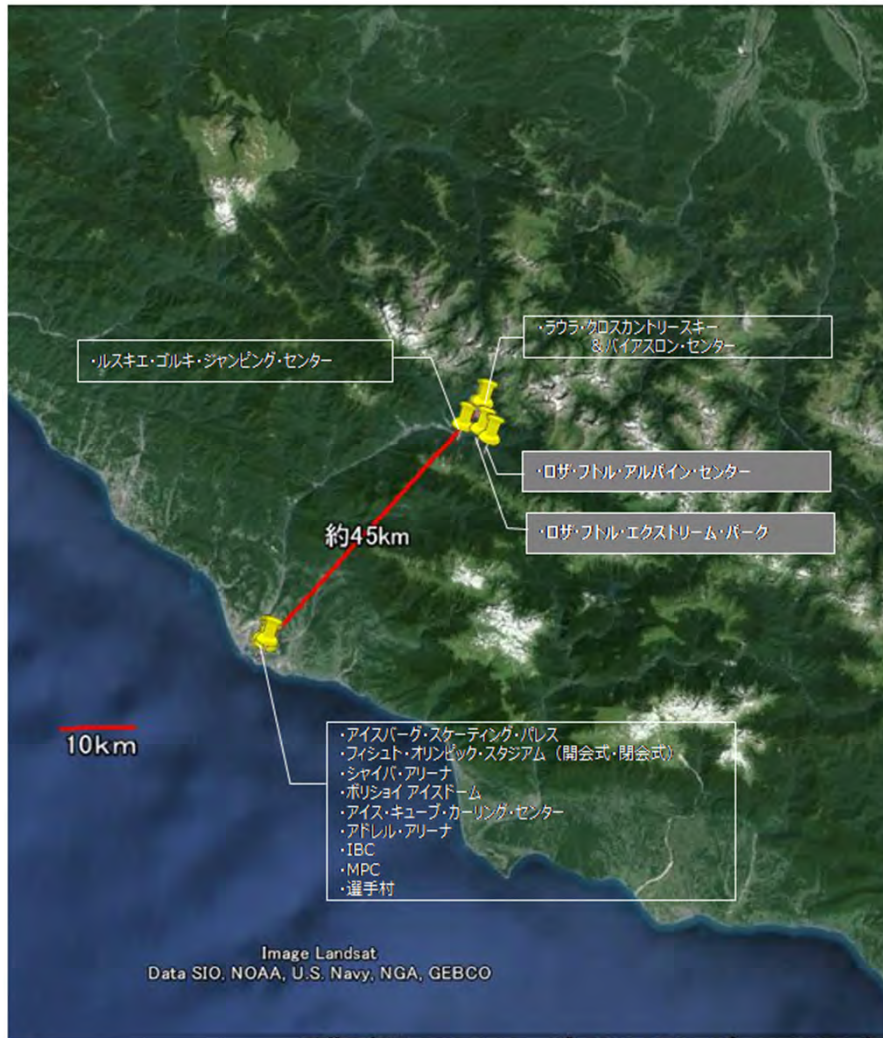 ・ラウラ・クロスカントリースキー
&バイアスロン・センター
・ルスキエ・ゴルキ・ジャンピング・センター
・ロザ・フトル・アルパイン・センター
・ロザ・フトル・エクストリーム・パーク
約45km
10km
・アイスバーグ・スケーティング・パレス
・フィシュト・オリンピック・スタジアム（開会式・閉会式）
・シャイバ・アリーナ
・ボリショイ アイスドーム
・アイス・キューブ・カーリング・センター
・アドレル・アリーナ
・IBC
・MPC
・選手村
Image Landsat
Data SIO, NOAA, U.S. Navy, NGA, GEBCO